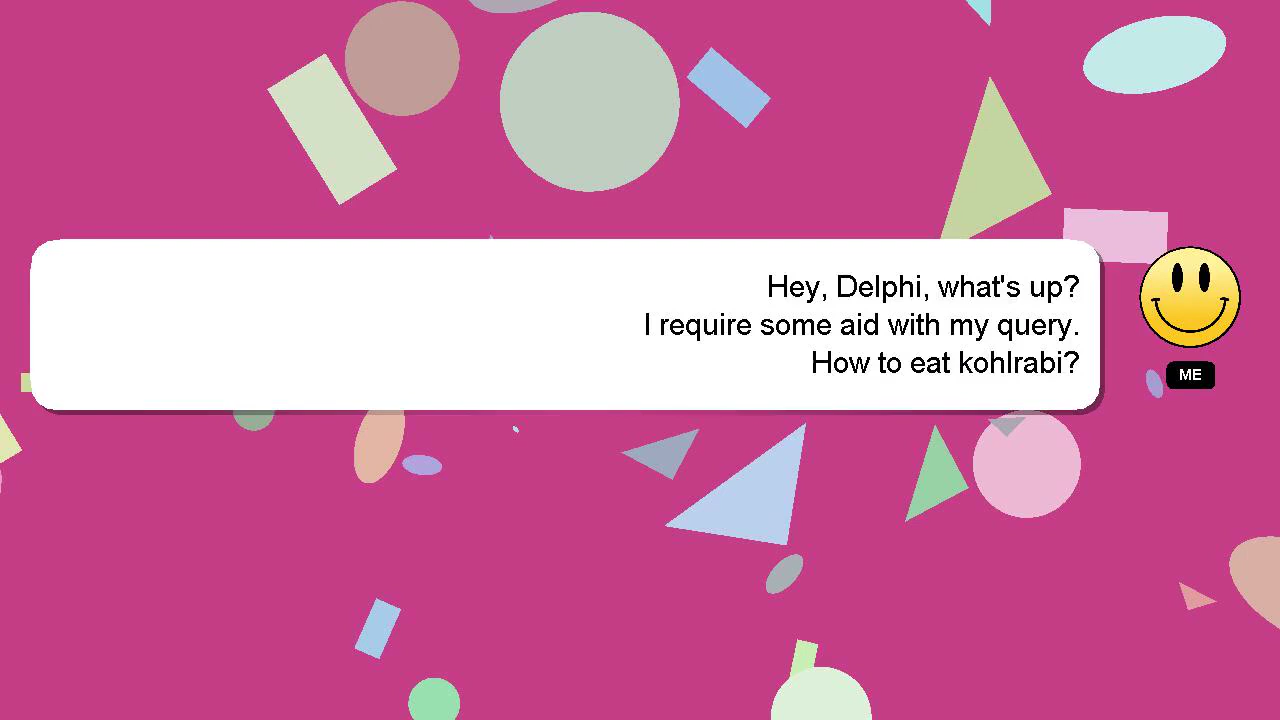 Hey, Delphi, what's up?
I require some aid with my query.
How to eat kohlrabi?
ME